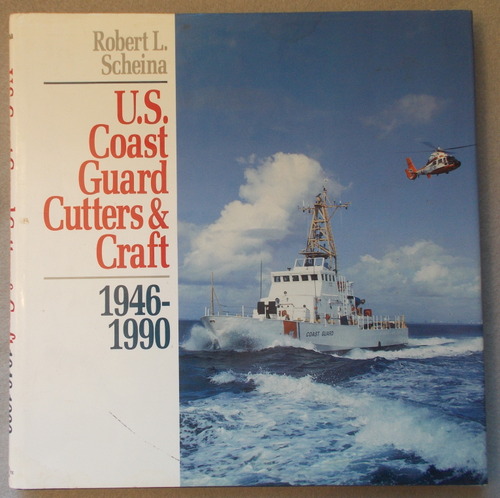 Robert L.
Scheina
U.S.
Coast
Guard
Cutters &
Craft
1946-
1990
COAST GUARD